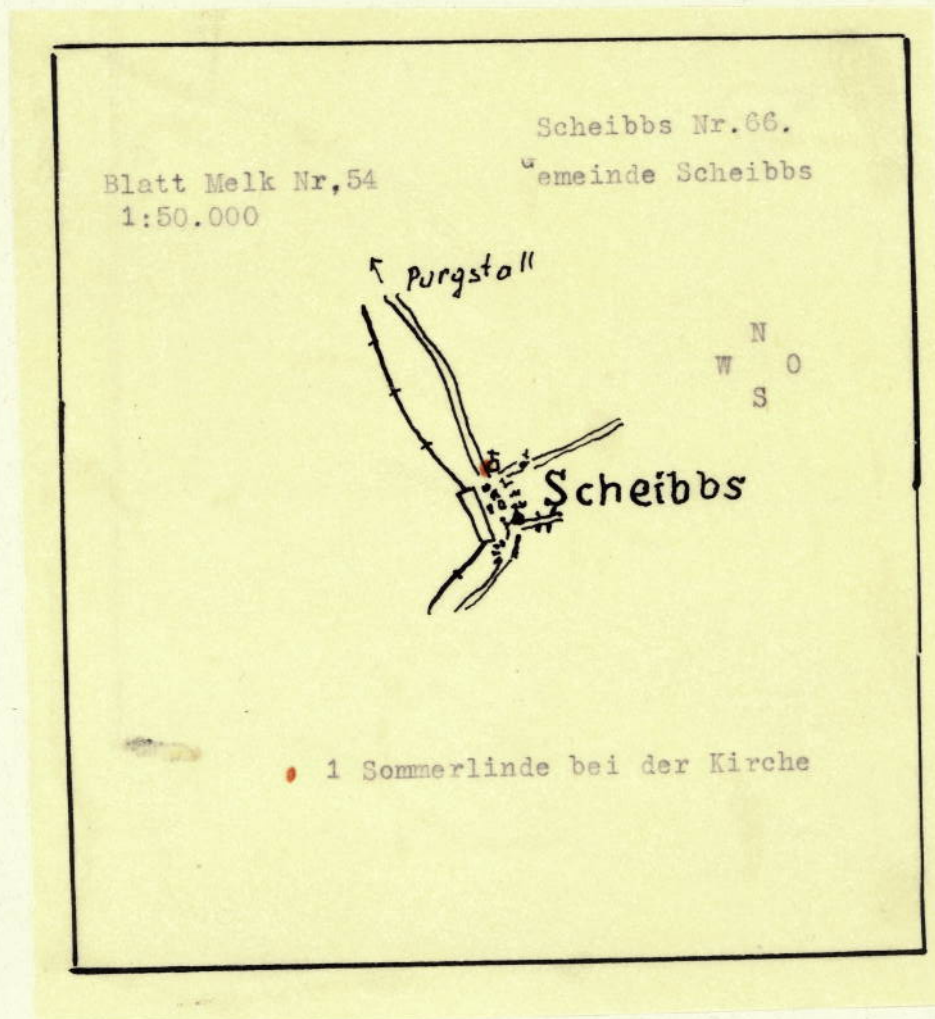 Scheibbs Nr.66.
Gemeinde Scheibbs
Blatt Melk Nr,54
1:50.000
Purgstall
N
W O
S
Scheibbs
1 Sommerlinde bei der Kirche